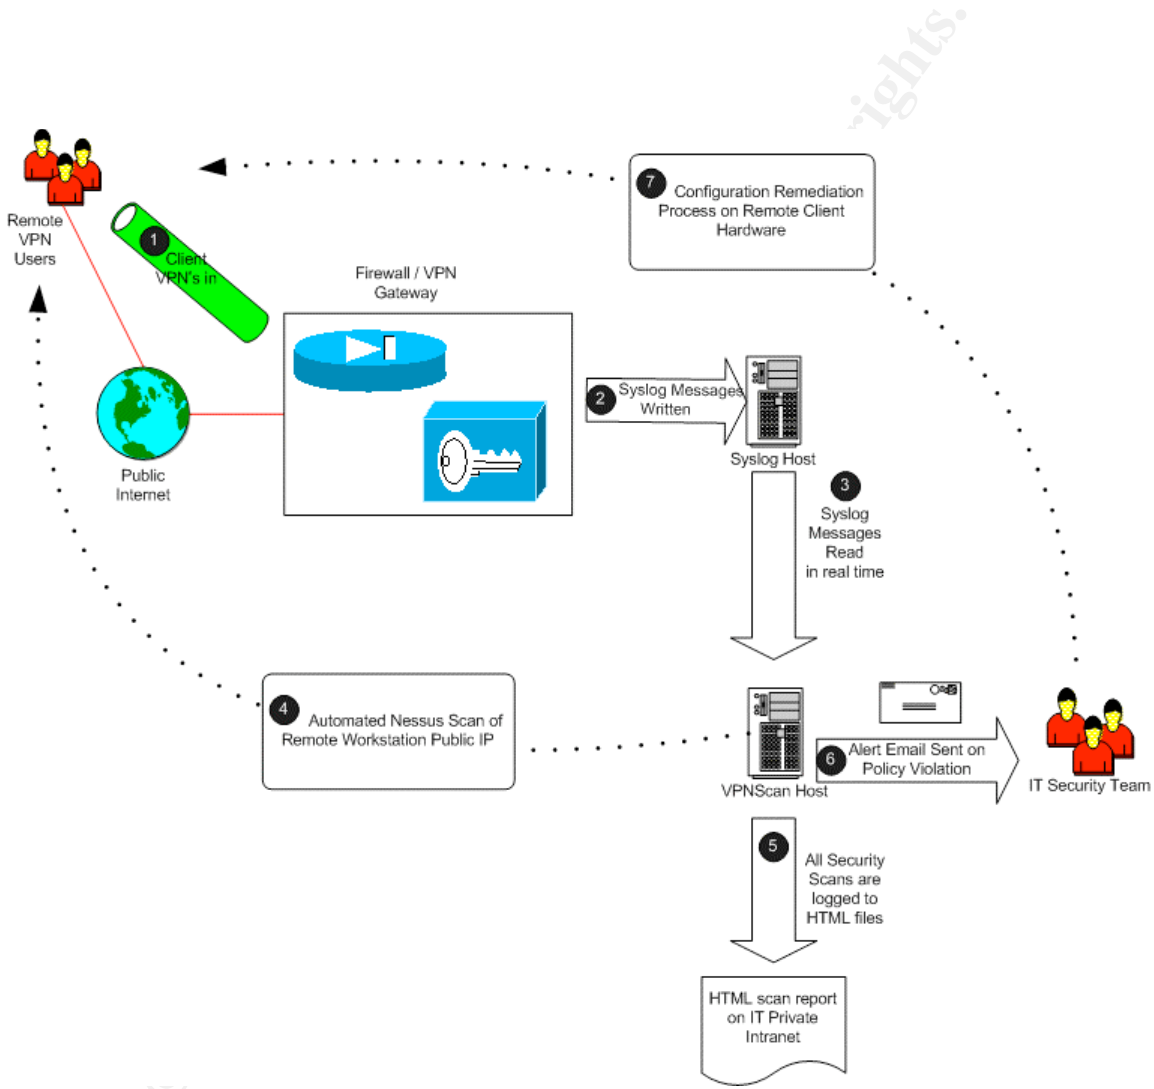 rights.
7
Configuration Remediation
Process on Remote Client
Hardware
Remote
VPN
Users
1
Client
VPN's in
Firewall / VPN
Gateway
2
Syslog Messages
Written
Syslog Host
Public
Internet
3
Syslog
Messages
Read
in real time
4
Automated Nessus Scan of
Remote Workstation Public IP
VPNScan Host
6
Alert Email Sent on
Policy Violation
IT Security Team
5
All Security
Scans are
logged to
HTML files
HTML scan report
on IT Private
Intranet